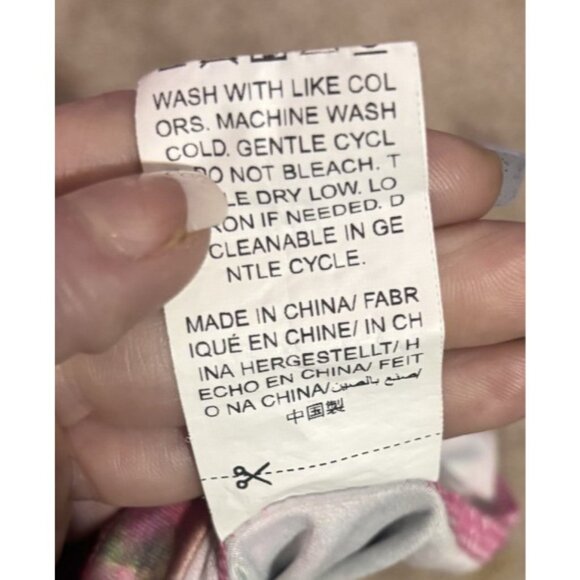 WASH WITH LIKE COL
ORS. MACHINE WASH
COLD. GENTLE CYCL
DO NOT BLEACH. T
LE DRY LOW. LO
RON IF NEEDED. D
CLEANABLE IN GE
NTLE CYCLE.
MADE IN CHINA/ FABR
IQUÉ EN CHINE/ IN CH
INA HERGESTELLT/ H
ECHO EN CHINA/ FEIT
O NA CHINA/صنع بالصين/
中国製